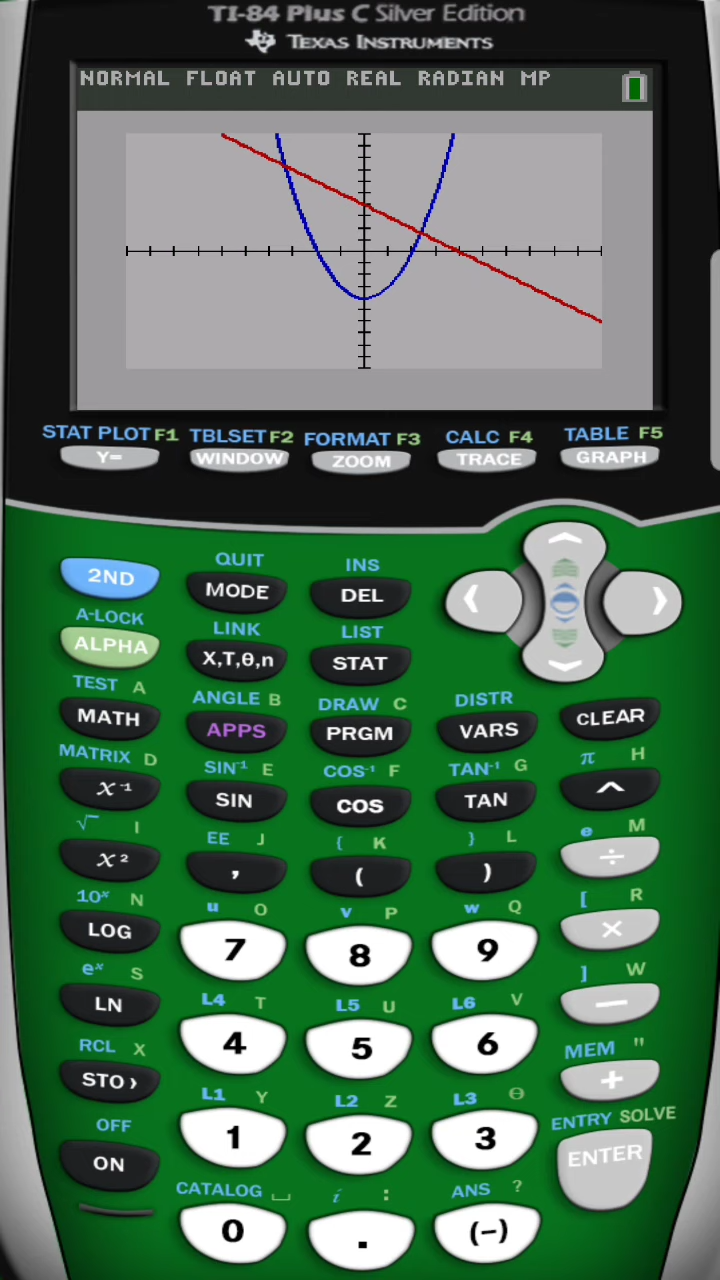 TI-84 Plus C Silver Edition
TEXAS INSTRUMENTS
NORMAL FLOAT AUTO REAL RADIAN MP
STAT PLOT F1 TBLSET F2 FORMAT F3 CALC F4 TABLE F5
Y= WINDOW ZOOM TRACE GRAPH
QUIT INS
2ND MODE DEL
A-LOCK LINK LIST
ALPHA X,T,θ,n STAT
TEST A ANGLE B DRAW C DISTR
MATH APPS PRGM VARS CLEAR
MATRIX D SIN⁻¹ E COS⁻¹ F TAN⁻¹ G π H
x⁻¹ SIN COS TAN ^
√ I EE J { K } L e M
x² , ( ) ÷
10ˣ N u O v P w Q [ R
LOG 7 8 9 ×
eˣ S L4 T L5 U L6 V ] W
LN 4 5 6 −
RCL X L1 Y L2 Z L3 θ MEM "
STO› 1 2 3 +
OFF CATALOG ⎵ i : ANS ? ENTRY SOLVE
ON 0 . (−) ENTER